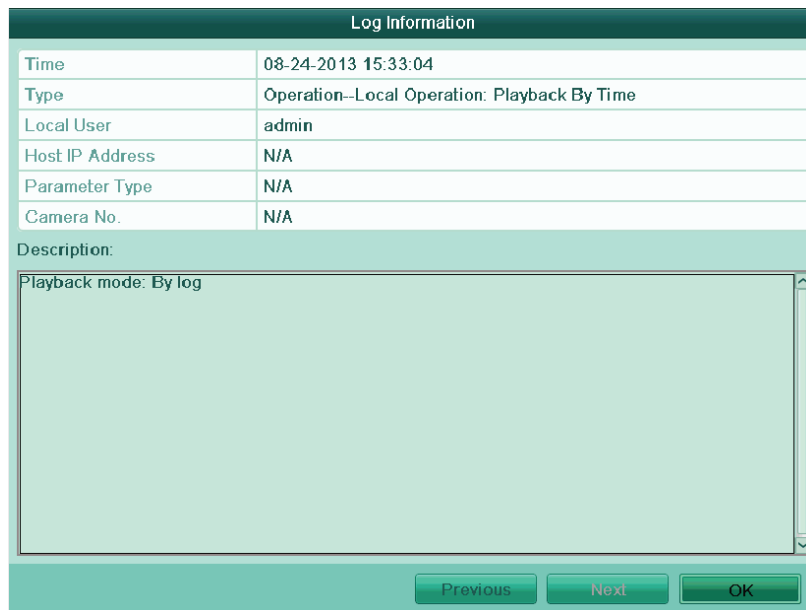 Log Information
Time 08-24-2013 15:33:04
Type Operation--Local Operation: Playback By Time
Local User admin
Host IP Address N/A
Parameter Type N/A
Camera No. N/A
Description:
Playback mode: By log
Previous Next OK